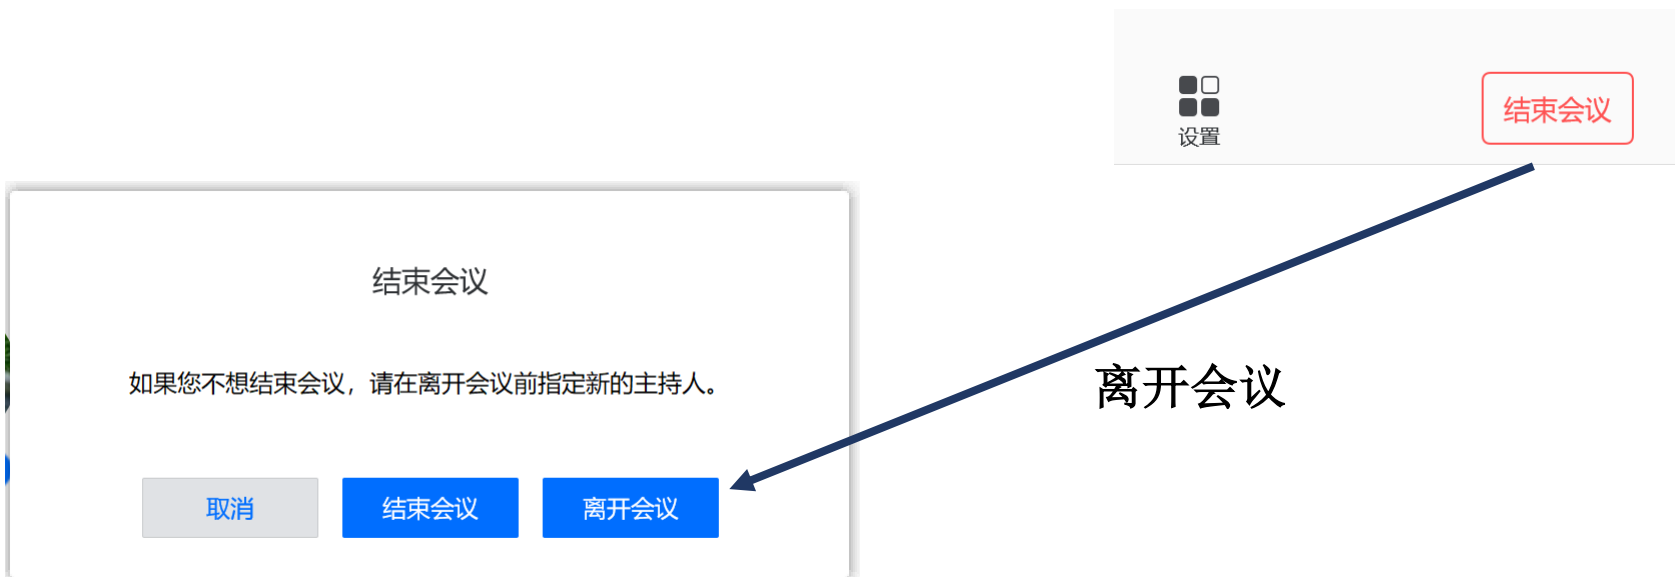 设置
结束会议
结束会议
如果您不想结束会议，请在离开会议前指定新的主持人。
离开会议
取消
结束会议
离开会议